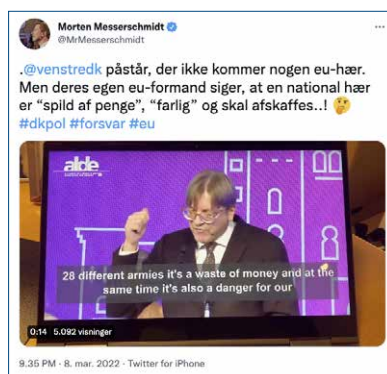 Morten Messerschmidt
@MrMesserschmidt
.@venstredk påstår, der ikke kommer nogen eu-hær.
Men deres egen eu-formand siger, at en national hær
er “spild af penge”, “farlig” og skal afskaffes..! 🤔
#dkpol #forsvar #eu
alde
28 different armies it's a waste of money and at the
same time it's also a danger for our
0:14 5.092 visninger
9.35 PM · 8. mar. 2022 · Twitter for iPhone